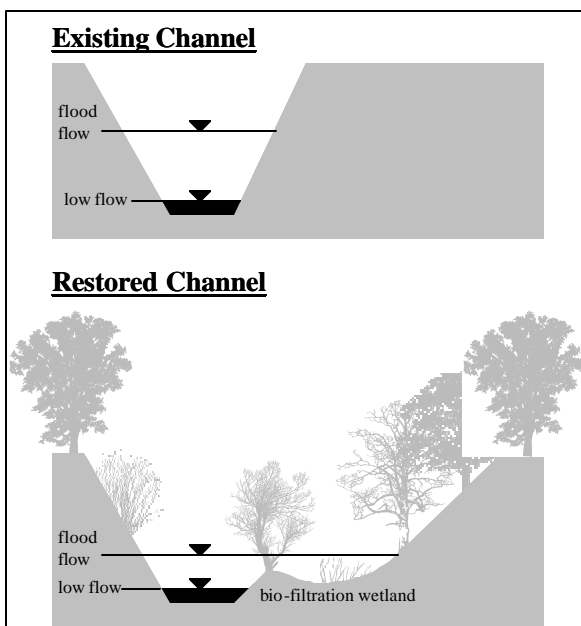 Existing Channel
flood
flow
low flow
Restored Channel
flood
flow
low flow
bio-filtration wetland